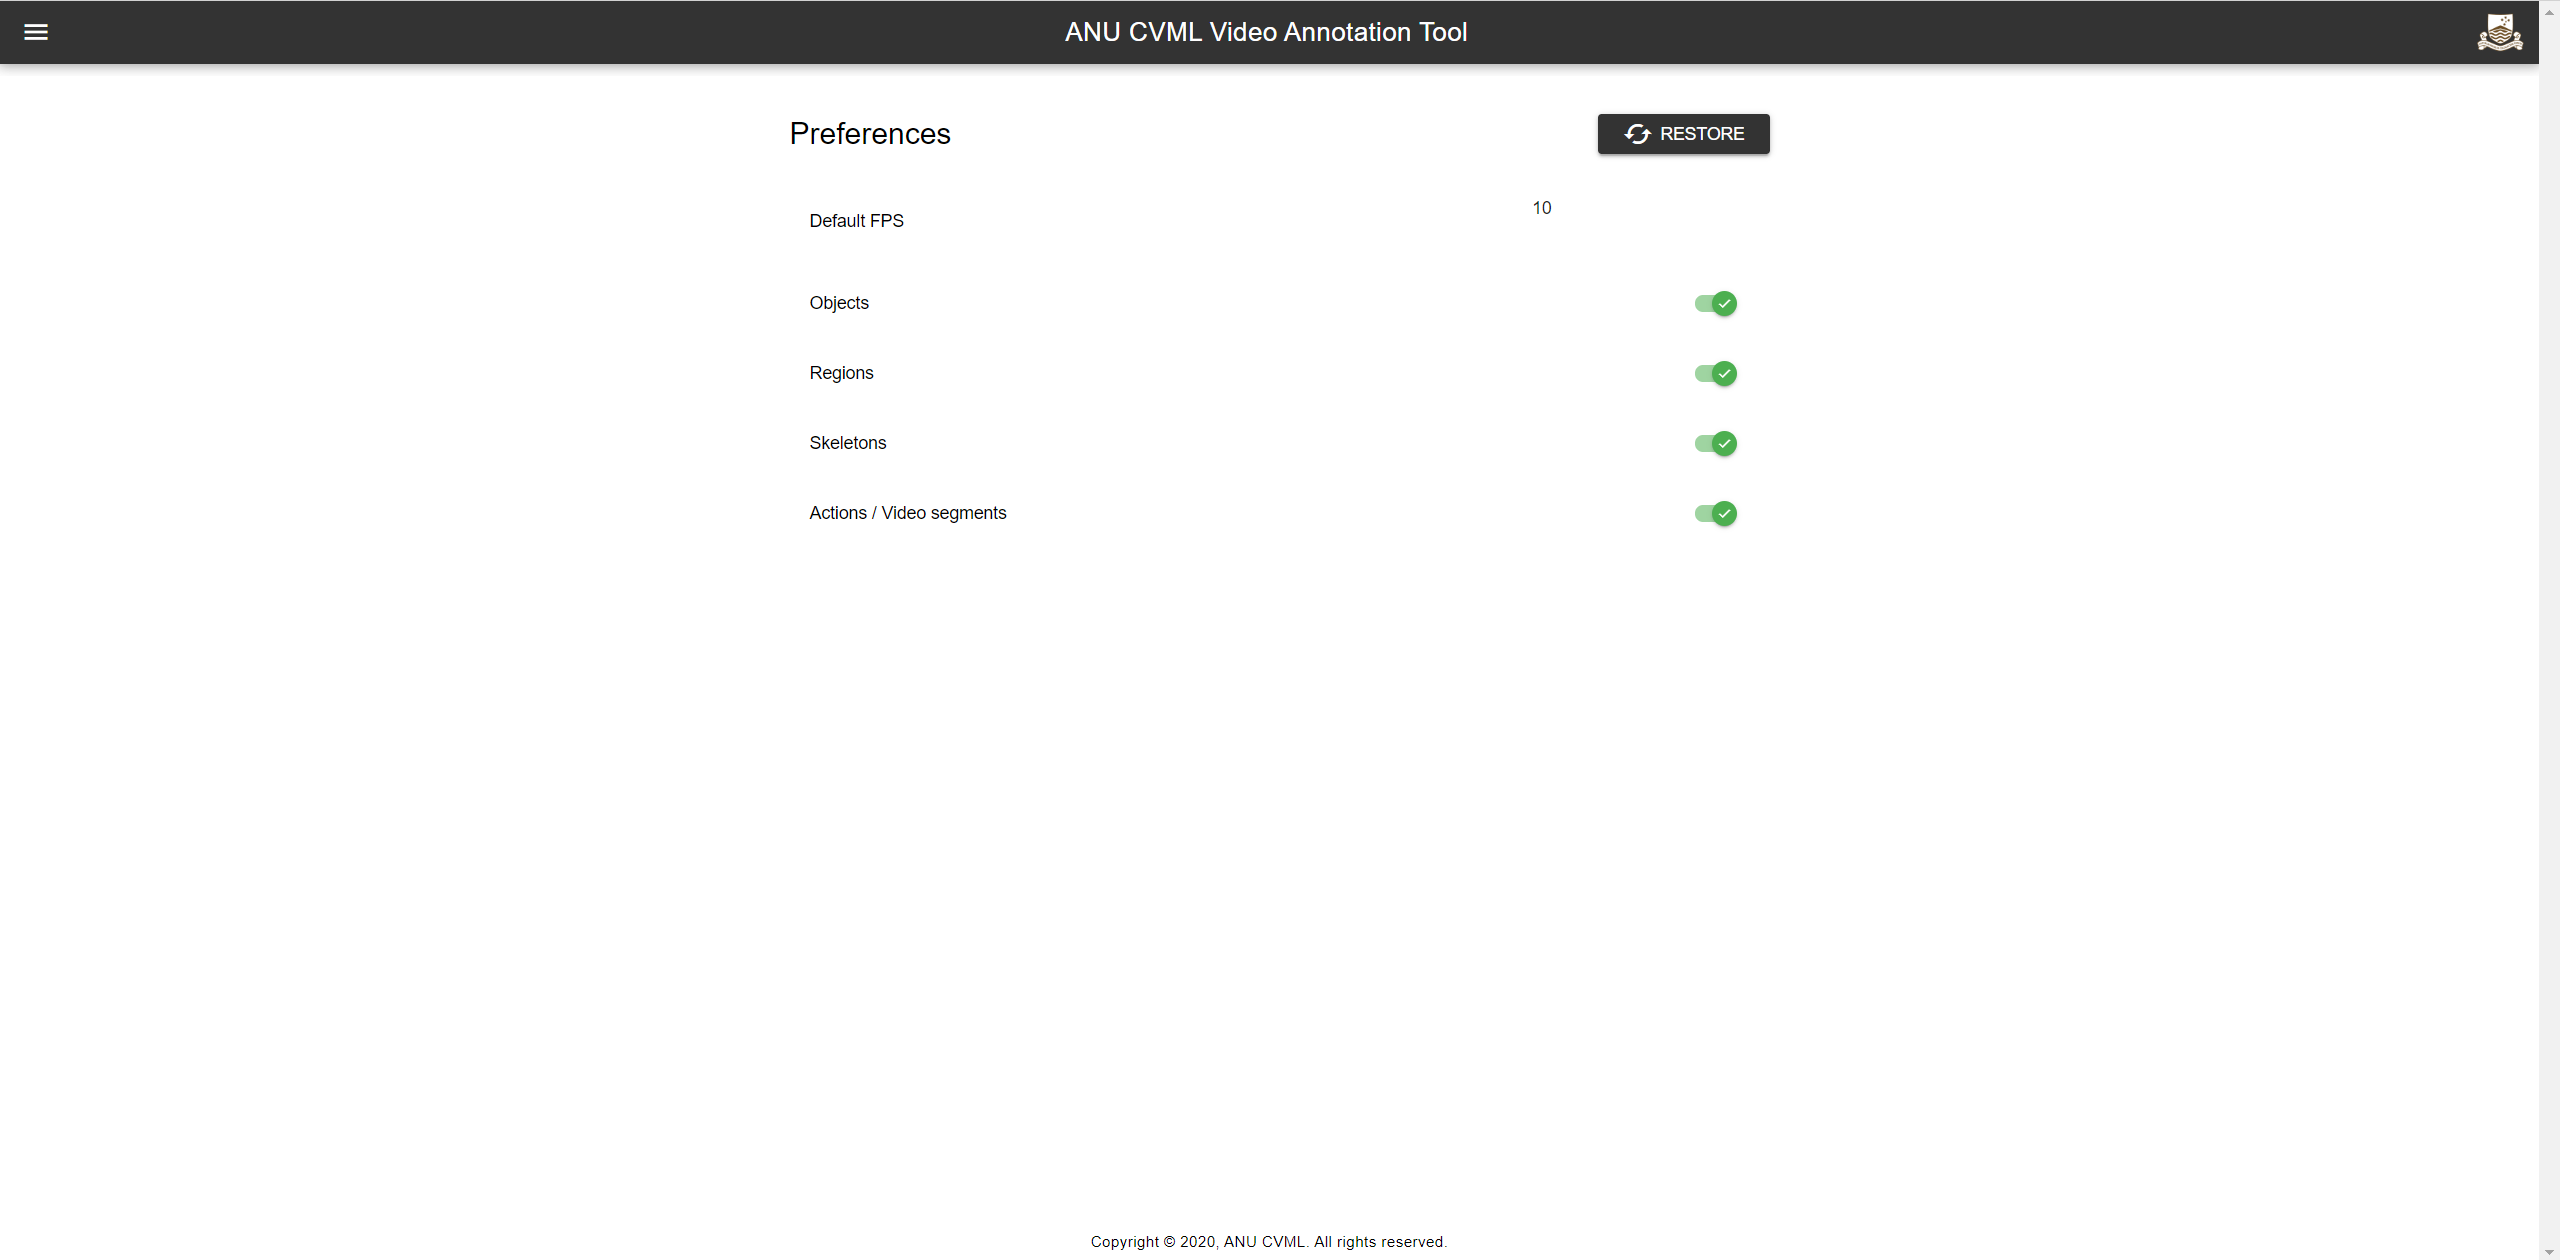 ANU CVML Video Annotation Tool
Preferences
RESTORE
Default FPS
10
Objects
Regions
Skeletons
Actions / Video segments
Copyright © 2020, ANU CVML. All rights reserved.